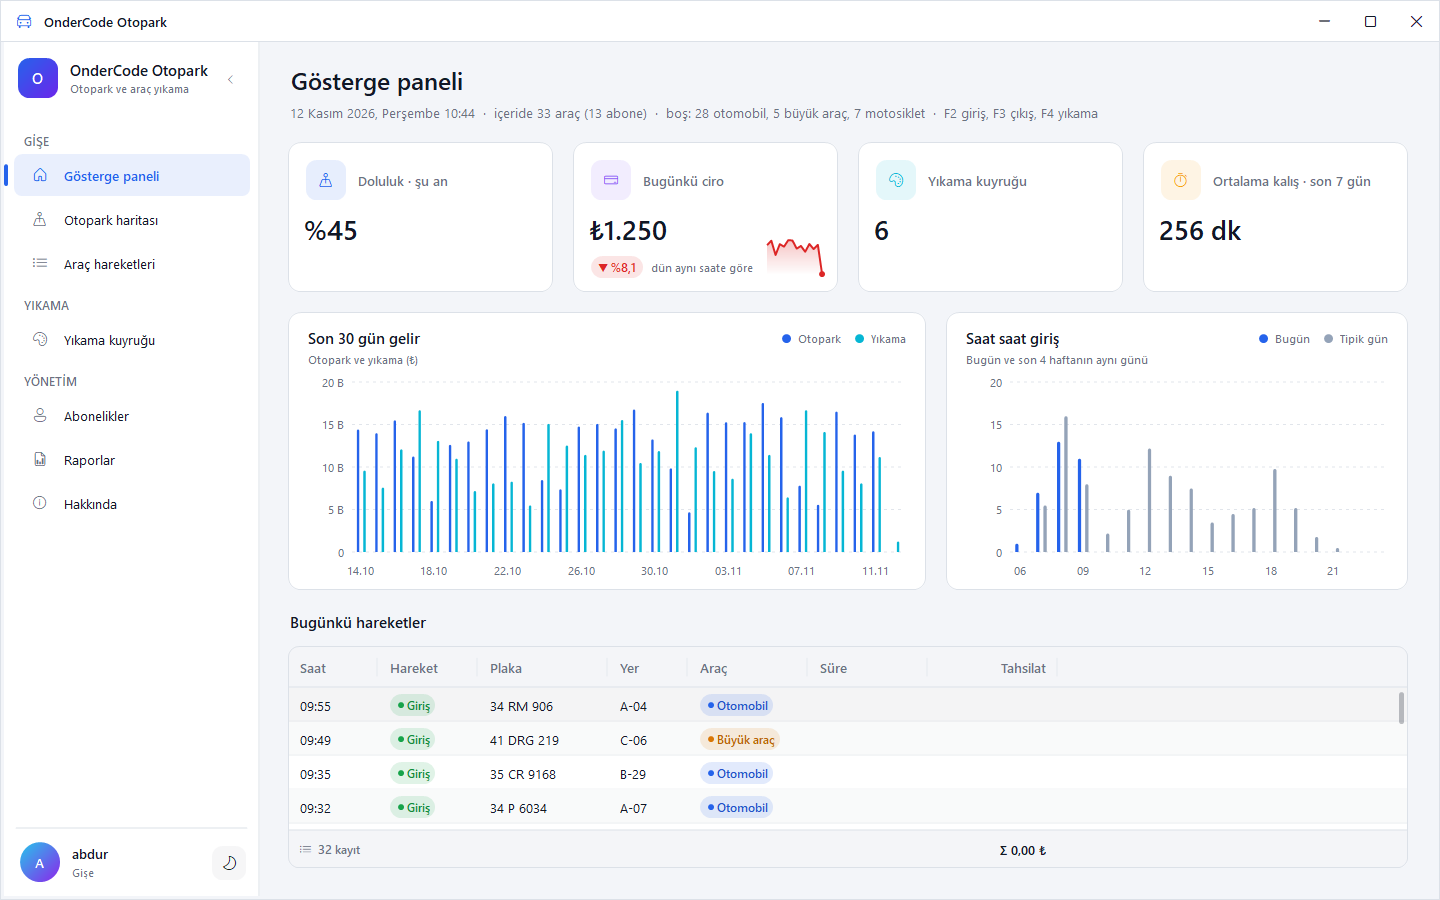 OnderCode Otopark
O
OnderCode Otopark
Otopark ve araç yıkama
GİŞE
Gösterge paneli
Otopark haritası
Araç hareketleri
YIKAMA
Yıkama kuyruğu
YÖNETİM
Abonelikler
Raporlar
Hakkında
A
abdur
Gişe
Gösterge paneli
12 Kasım 2026, Perşembe 10:44 · içeride 33 araç (13 abone) · boş: 28 otomobil, 5 büyük araç, 7 motosiklet · F2 giriş, F3 çıkış, F4 yıkama
Doluluk · şu an
%45
Bugünkü ciro
₺1.250
▼ %8,1 dün aynı saate göre
Yıkama kuyruğu
6
Ortalama kalış · son 7 gün
256 dk
Son 30 gün gelir
Otopark Yıkama
Otopark ve yıkama (₺)
20 B
15 B
10 B
5 B
0
14.10 18.10 22.10 26.10 30.10 03.11 07.11 11.11
Saat saat giriş
Bugün Tipik gün
Bugün ve son 4 haftanın aynı günü
20
15
10
5
0
06 09 12 15 18 21
Bugünkü hareketler
Saat Hareket Plaka Yer Araç Süre Tahsilat
09:55 Giriş 34 RM 906 A-04 Otomobil
09:49 Giriş 41 DRG 219 C-06 Büyük araç
09:35 Giriş 35 CR 9168 B-29 Otomobil
09:32 Giriş 34 P 6034 A-07 Otomobil
32 kayıt Σ 0,00 ₺